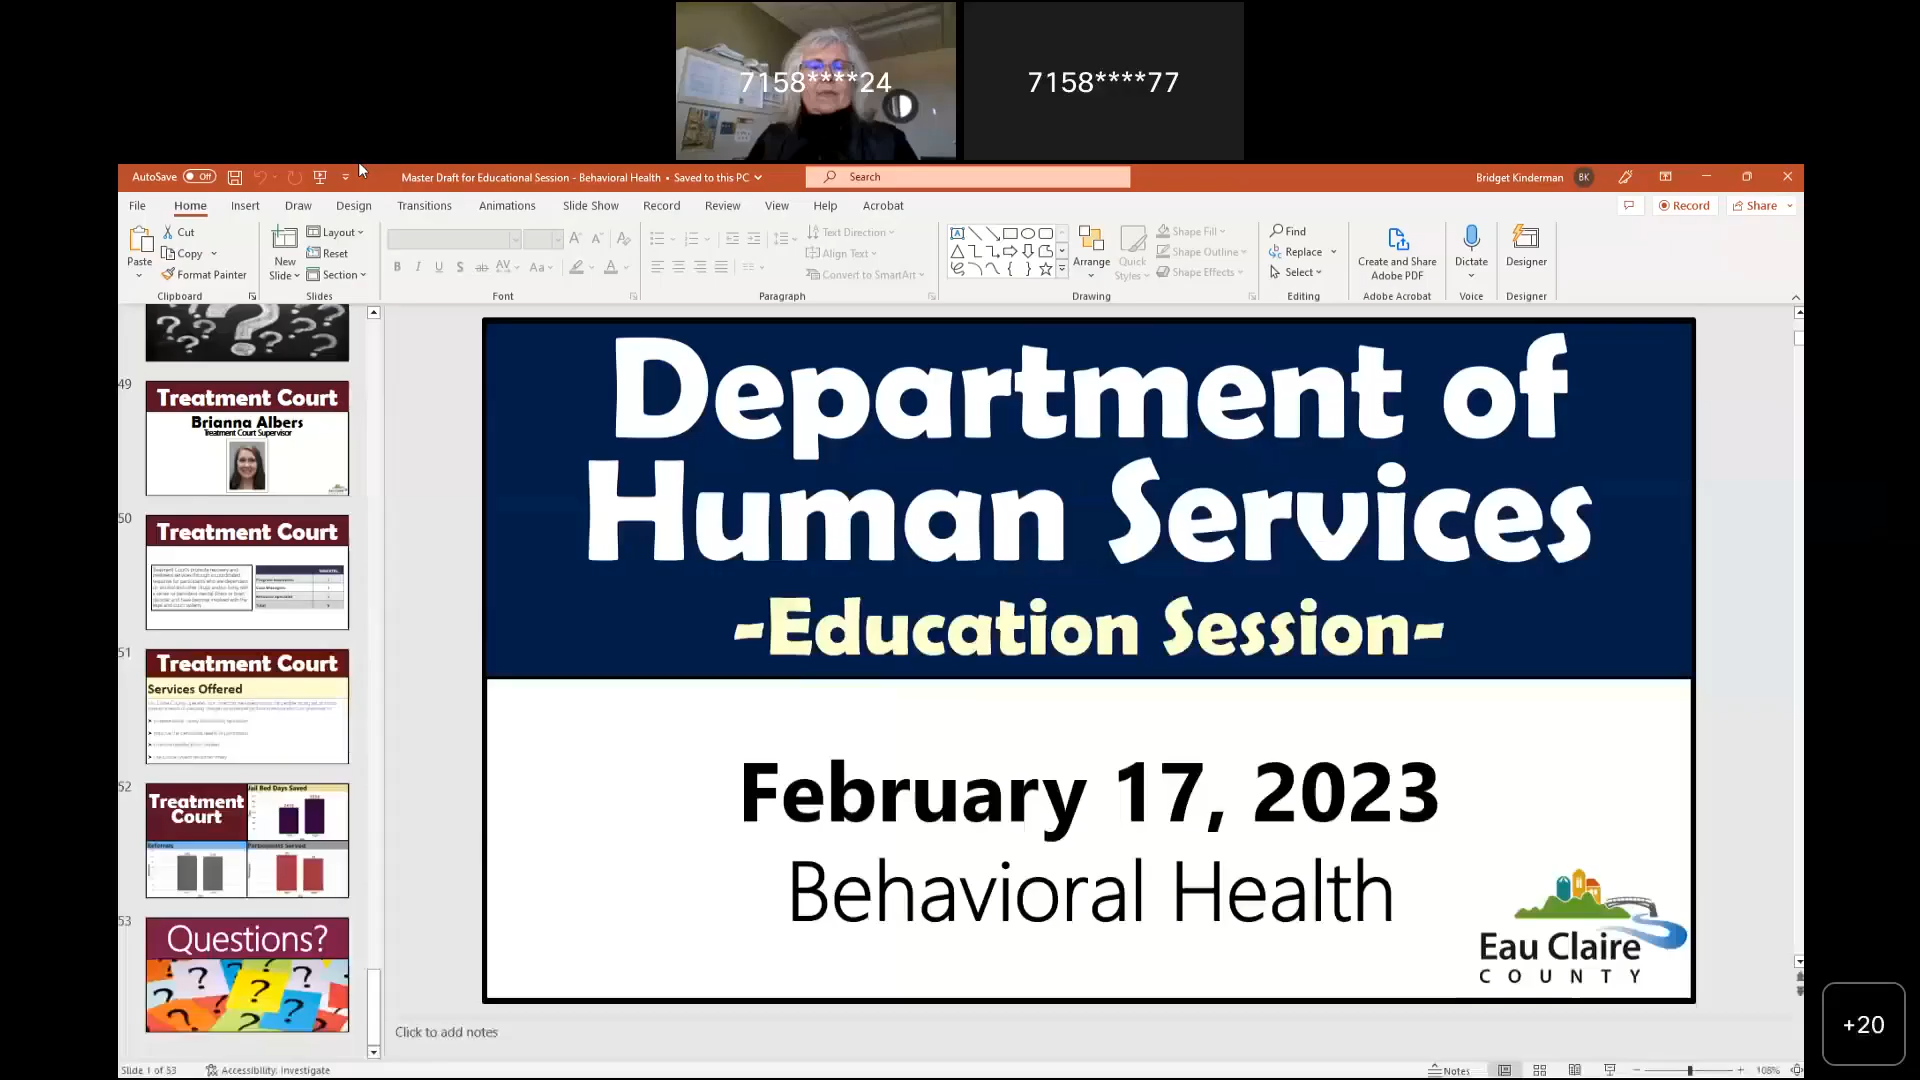 7158****24
7158****77
AutoSave Off
Master Draft for Educational Session - Behavioral Health • Saved to this PC
Search
Bridget Kinderman BK
File Home Insert Draw Design Transitions Animations Slide Show Record Review View Help Acrobat
Record Share
Paste
Cut
Copy
Format Painter
Clipboard
New Slide
Layout
Reset
Section
Slides
Font
Text Direction
Align Text
Convert to SmartArt
Paragraph
Arrange
Quick Styles
Shape Fill
Shape Outline
Shape Effects
Drawing
Find
Replace
Select
Editing
Create and Share Adobe PDF
Adobe Acrobat
Dictate
Voice
Designer
Designer
49
Treatment Court
Brianna Albers
Treatment Court Supervisor
50
Treatment Court
51
Treatment Court
Services Offered
52
Treatment
Court
Jail Bed Days Saved
Referrals
Participants Served
53
Questions?
Department of
Human Services
-Education Session-
February 17, 2023
Behavioral Health
Eau Claire
COUNTY
Click to add notes
Slide 1 of 53
Accessibility: Investigate
Notes
108%
+20